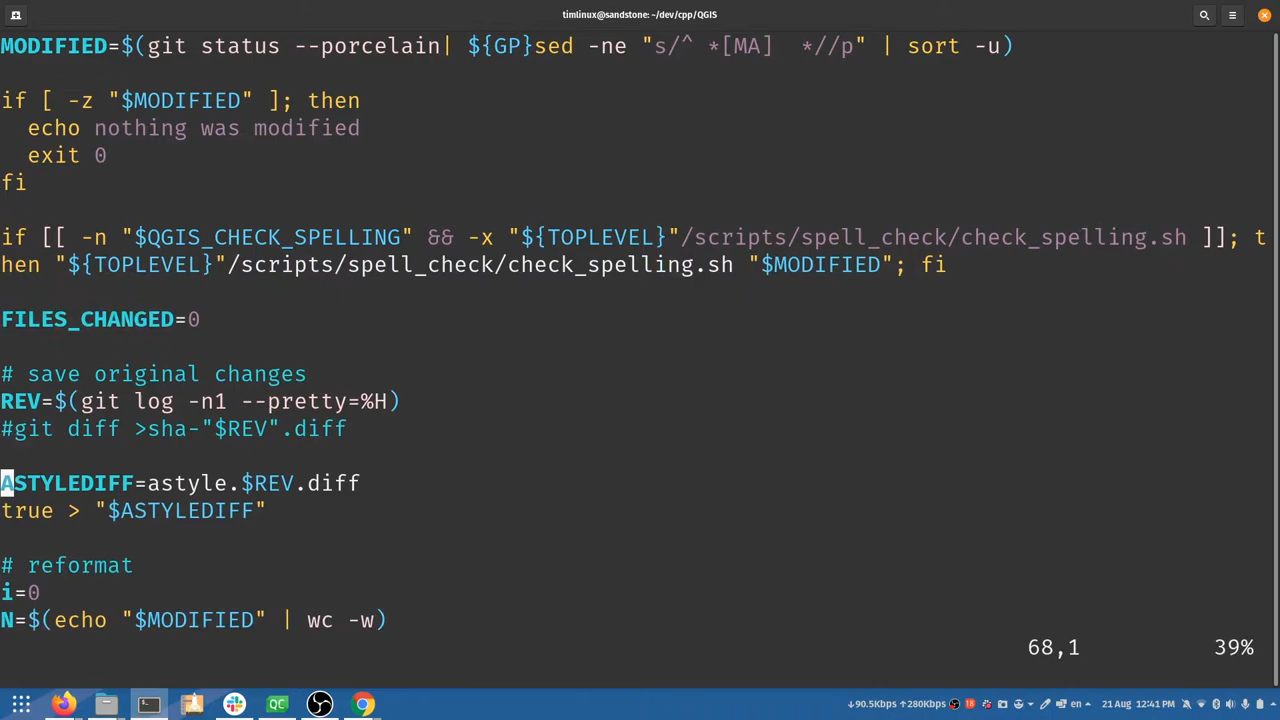 timlinux@sandstone: ~/dev/cpp/QGIS
MODIFIED=$(git status --porcelain| ${GP}sed -ne "s/^ *[MA]  *//p" | sort -u)
if [ -z "$MODIFIED" ]; then
  echo nothing was modified
  exit 0
fi
if [[ -n "$QGIS_CHECK_SPELLING" && -x "${TOPLEVEL}"/scripts/spell_check/check_spelling.sh ]]; t
hen "${TOPLEVEL}"/scripts/spell_check/check_spelling.sh "$MODIFIED"; fi
FILES_CHANGED=0
# save original changes
REV=$(git log -n1 --pretty=%H)
#git diff >sha-"$REV".diff
ASTYLEDIFF=astyle.$REV.diff
true > "$ASTYLEDIFF"
# reformat
i=0
N=$(echo "$MODIFIED" | wc -w)
68,1 39%
QC ↓90.5Kbps ↑280Kbps 18 en 21 Aug 12:41 PM